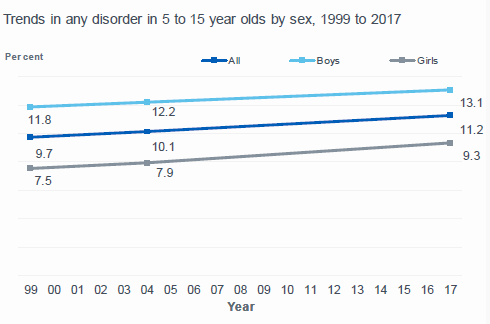 Trends in any disorder in 5 to 15 year olds by sex, 1999 to 2017
Per cent
All Boys Girls
13.1
12.2
11.8
11.2
10.1
9.7
9.3
7.9
7.5
99 00 01 02 03 04 05 06 07 08 09 10 11 12 13 14 15 16 17
Year